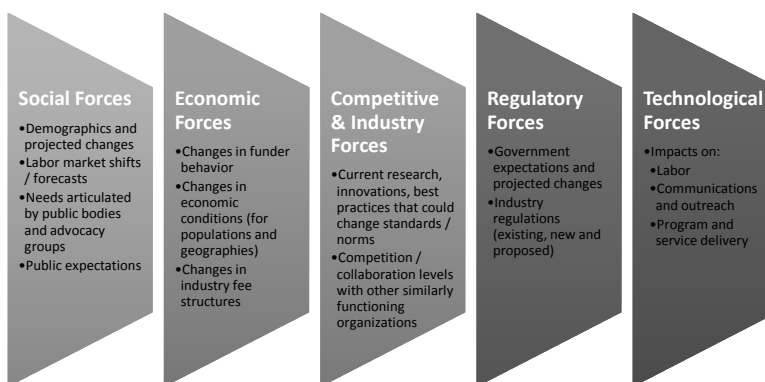 Social Forces
•Demographics and
projected changes
•Labor market shifts
/ forecasts
•Needs articulated
by public bodies
and advocacy
groups
•Public expectations
Economic
Forces
•Changes in funder
behavior
•Changes in
economic
conditions (for
populations and
geographies)
•Changes in
industry fee
structures
Competitive
& Industry
Forces
•Current research,
innovations, best
practices that could
change standards /
norms
•Competition /
collaboration levels
with other similarly
functioning
organizations
Regulatory
Forces
•Government
expectations and
projected changes
•Industry
regulations
(existing, new and
proposed)
Technological
Forces
•Impacts on:
•Labor
•Communications
and outreach
•Program and
service delivery